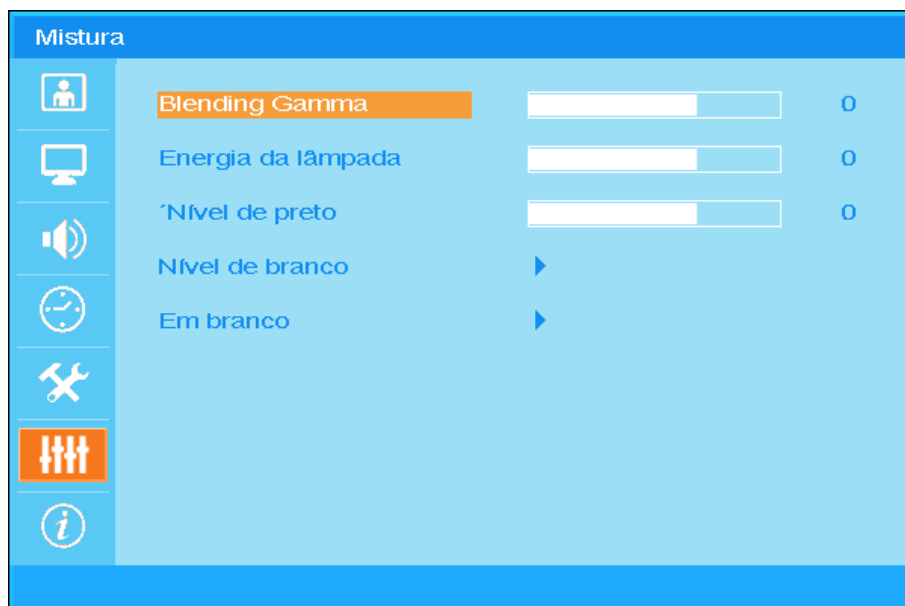 Mistura
Blending Gamma 0
Energia da lâmpada 0
´Nível de preto 0
Nível de branco
Em branco